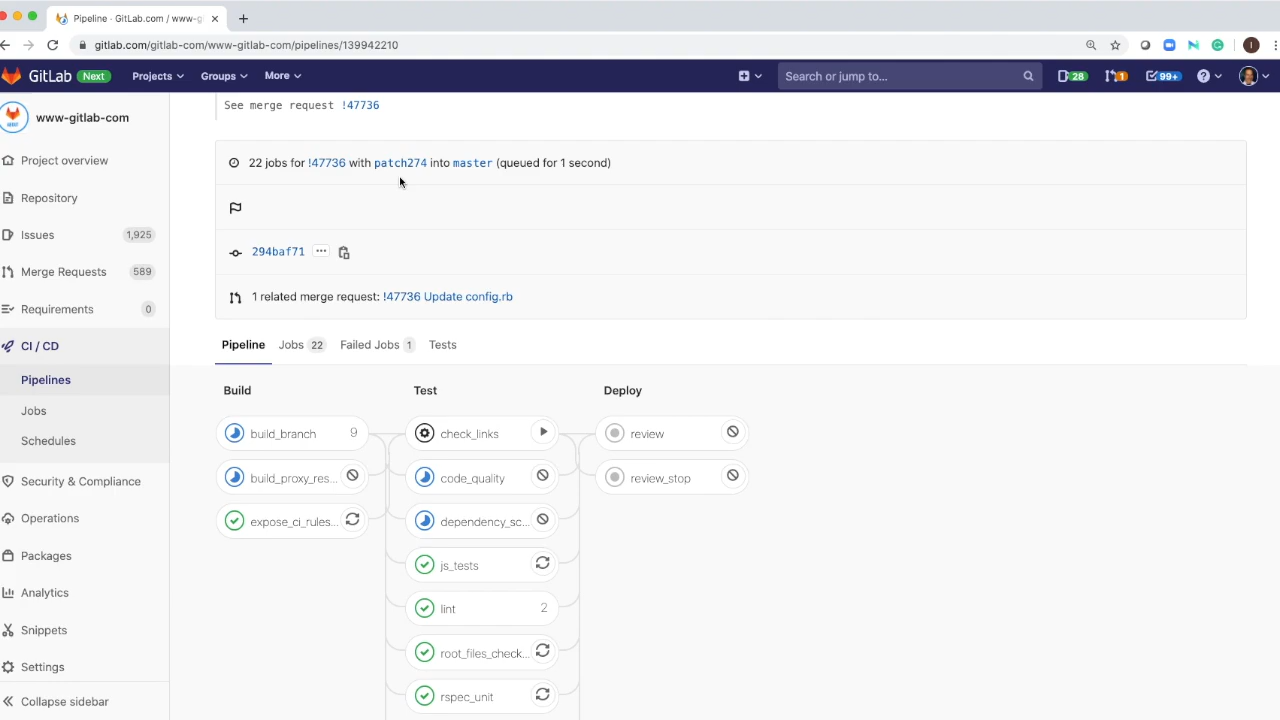 Pipeline · GitLab.com / www-g
gitlab.com/gitlab-com/www-gitlab-com/pipelines/139942210
GitLab Next Projects Groups More Search or jump to... 28 1 99+
www-gitlab-com
Project overview
Repository
Issues 1,925
Merge Requests 589
Requirements 0
CI / CD
Pipelines
Jobs
Schedules
Security & Compliance
Operations
Packages
Analytics
Snippets
Settings
Collapse sidebar
See merge request !47736
22 jobs for !47736 with patch274 into master (queued for 1 second)
294baf71 ...
1 related merge request: !47736 Update config.rb
Pipeline Jobs 22 Failed Jobs 1 Tests
Build
build_branch 9
build_proxy_res...
expose_ci_rules...
Test
check_links
code_quality
dependency_sc...
js_tests
lint 2
root_files_check...
rspec_unit
Deploy
review
review_stop